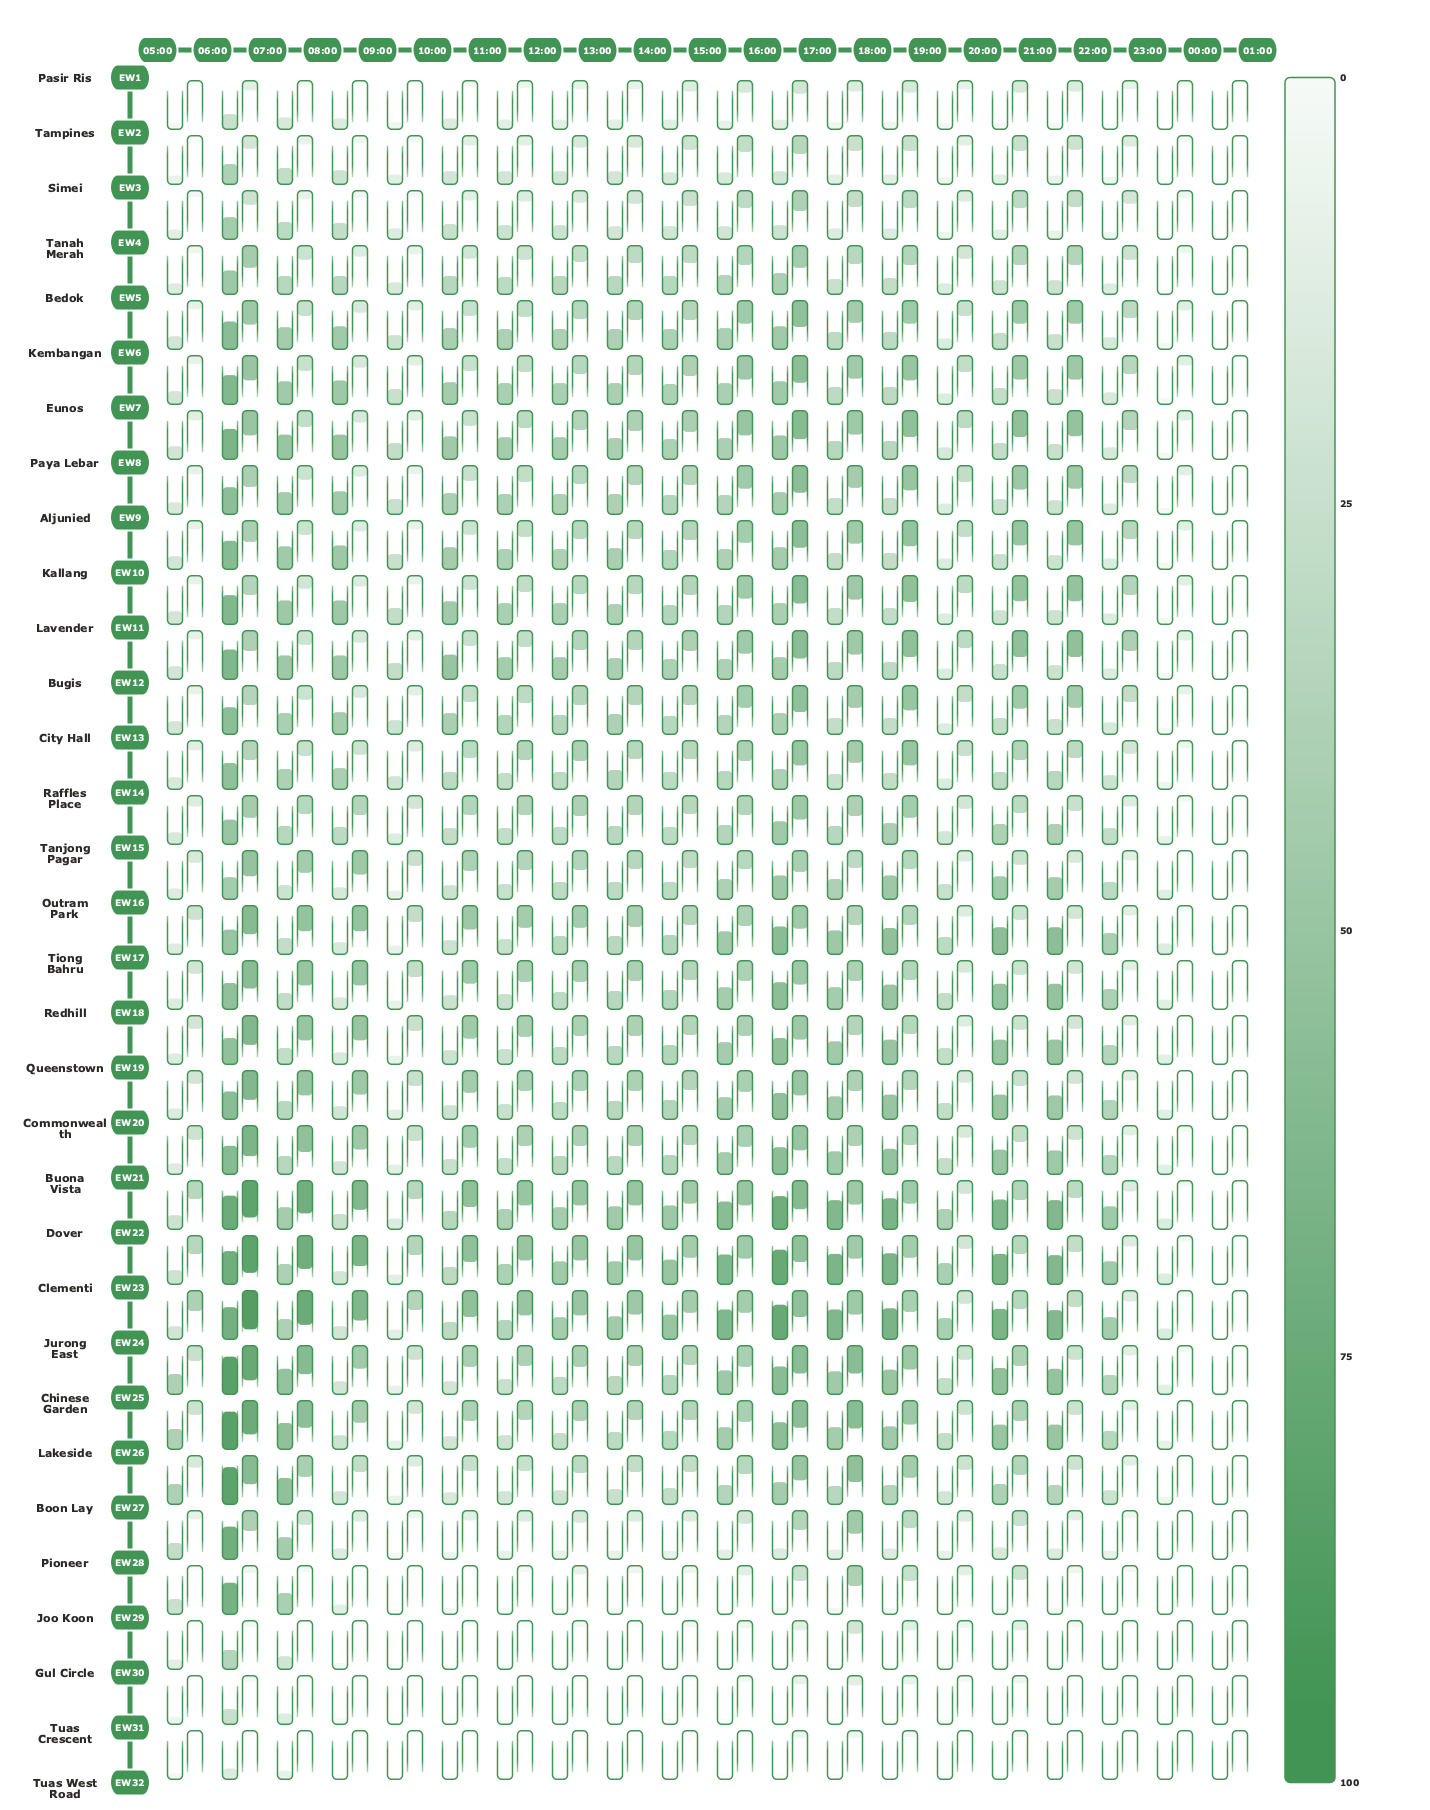 05:00 06:00 07:00 08:00 09:00 10:00 11:00 12:00 13:00 14:00 15:00 16:00 17:00 18:00 19:00 20:00 21:00 22:00 23:00 00:00 01:00
Pasir Ris EW1 0
Tampines EW2
Simei EW3
Tanah EW4
Merah
Bedok EW5
Kembangan EW6
Eunos EW7
Paya Lebar EW8
25
Aljunied EW9
Kallang EW10
Lavender EW11
Bugis EW12
City Hall EW13
Raffles EW14
Place
Tanjong EW15
Pagar
Outram EW16
Park
50
Tiong EW17
Bahru
Redhill EW18
Queenstown EW19
Commonweal EW20
th
Buona EW21
Vista
Dover EW22
Clementi EW23
Jurong EW24
East
75
Chinese EW25
Garden
Lakeside EW26
Boon Lay EW27
Pioneer EW28
Joo Koon EW29
Gul Circle EW30
Tuas EW31
Crescent
Tuas West EW32 100
Road